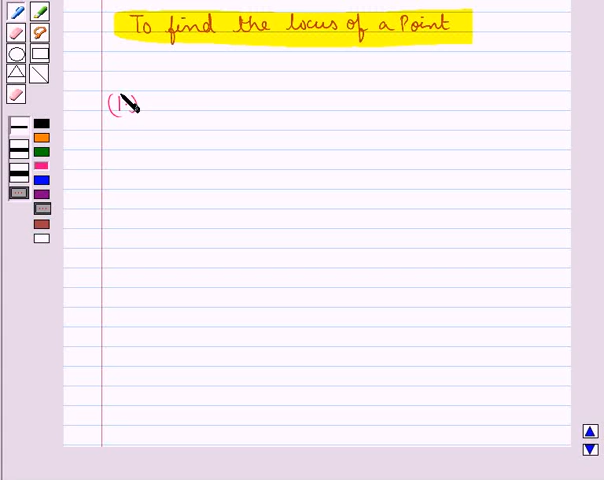 To find the locus of a Point
(1)